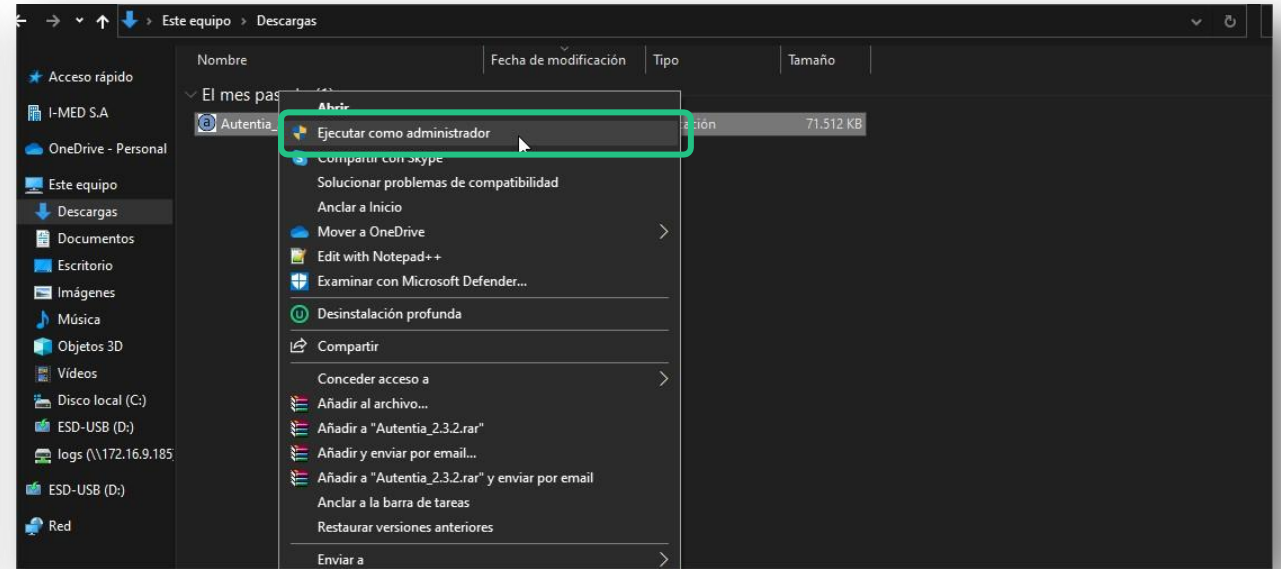 Este equipo > Descargas
Nombre
Fecha de modificación
Tipo
Tamaño
Acceso rápido
I-MED S.A
OneDrive - Personal
Este equipo
Descargas
Documentos
Escritorio
Imágenes
Música
Objetos 3D
Vídeos
Disco local (C:)
ESD-USB (D:)
logs (\\172.16.9.185
ESD-USB (D:)
Red
El mes pas
Autentia_
71.512 KB
Abrir
Ejecutar como administrador
Compartir con Skype
Solucionar problemas de compatibilidad
Anclar a Inicio
Mover a OneDrive
Edit with Notepad++
Examinar con Microsoft Defender...
Desinstalación profunda
Compartir
Conceder acceso a
Añadir al archivo...
Añadir a "Autentia_2.3.2.rar"
Añadir y enviar por email...
Añadir a "Autentia_2.3.2.rar" y enviar por email
Anclar a la barra de tareas
Restaurar versiones anteriores
Enviar a